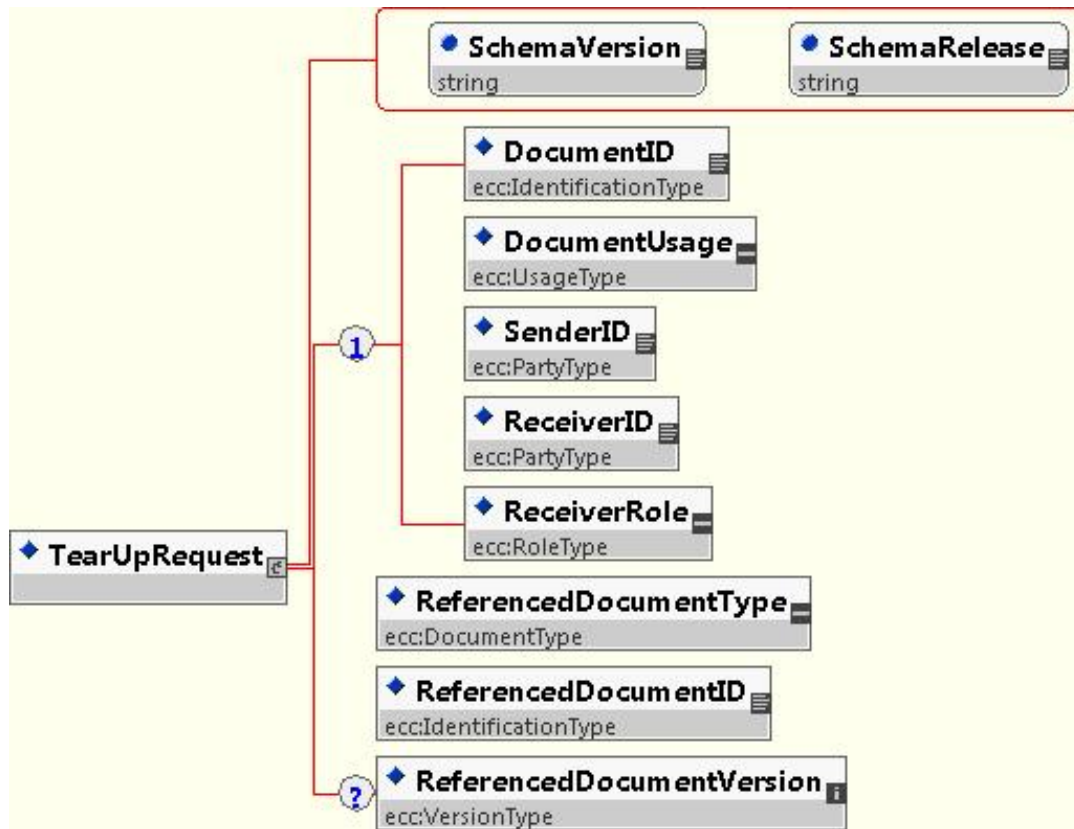 SchemaVersion
string
SchemaRelease
string
DocumentID
ecc:IdentificationType
DocumentUsage
ecc:UsageType
SenderID
ecc:PartyType
1
ReceiverID
ecc:PartyType
ReceiverRole
ecc:RoleType
TearUpRequest
ReferencedDocumentType
ecc:DocumentType
ReferencedDocumentID
ecc:IdentificationType
?
ReferencedDocumentVersion
ecc:VersionType